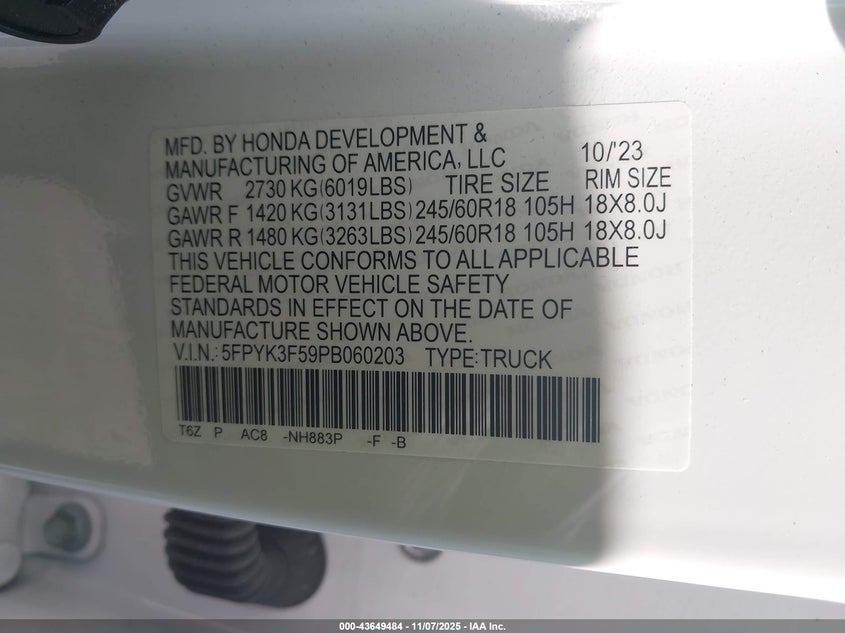 MFD. BY HONDA DEVELOPMENT &
MANUFACTURING OF AMERICA, LLC 10/'23
GVWR 2730 KG(6019LBS) TIRE SIZE RIM SIZE
GAWR F 1420 KG(3131LBS) 245/60R18 105H 18X8.0J
GAWR R 1480 KG(3263LBS) 245/60R18 105H 18X8.0J
THIS VEHICLE CONFORMS TO ALL APPLICABLE
FEDERAL MOTOR VEHICLE SAFETY
STANDARDS IN EFFECT ON THE DATE OF
MANUFACTURE SHOWN ABOVE.
V.I.N.: 5FPYK3F59PB060203 TYPE:TRUCK
T6Z P AC8 -NH883P -F -B
000-43649484 - 11/07/2025 - IAA Inc.